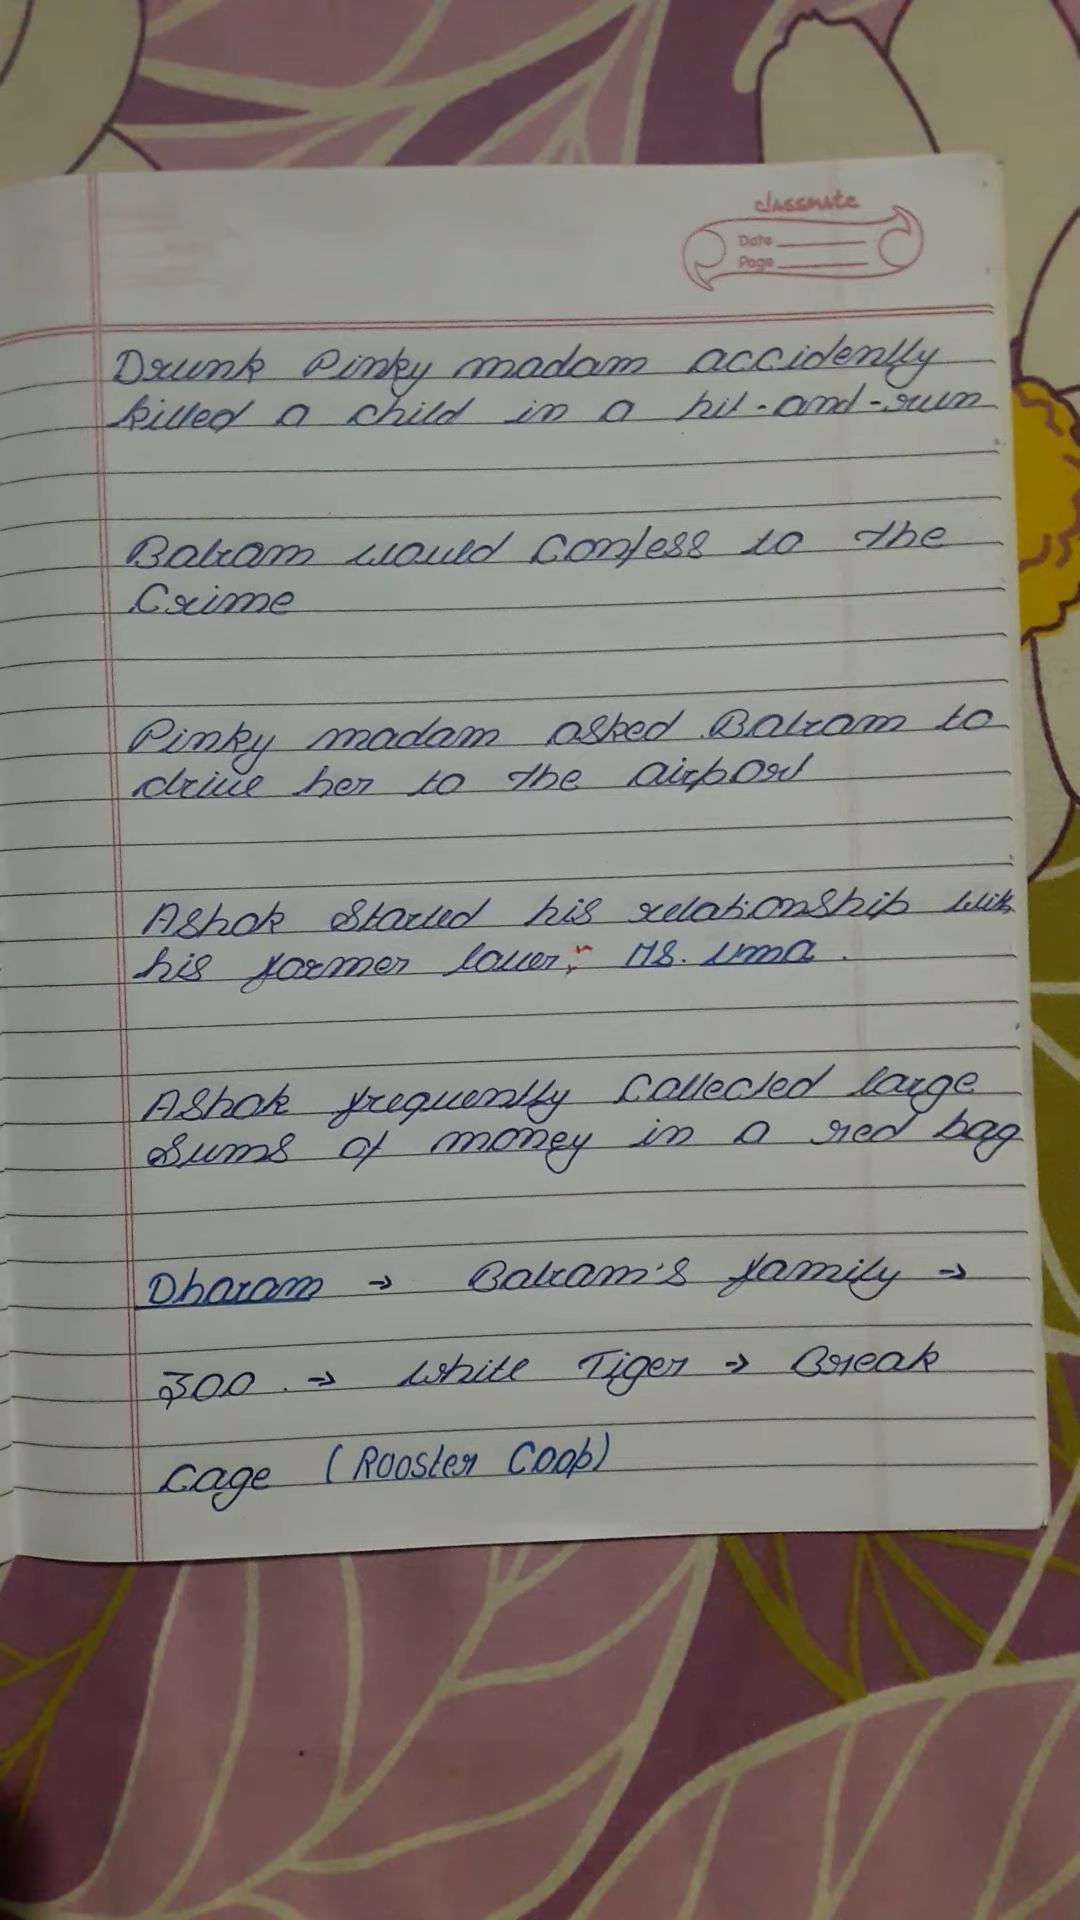 classmate
Date
Page
Drunk Pinky madam accidently
killed a child in a hit-and-run
Balram would Confess to the
Crime
Pinky madam asked Balram to
drive her to the airport
Ashok Started his relationship with
his former lover, Ms. Uma.
Ashok frequently Collected large
Sums of money in a red bag
Dharam → Balram's family →
zoo. → White Tiger → Break
Cage (Rooster Coop)